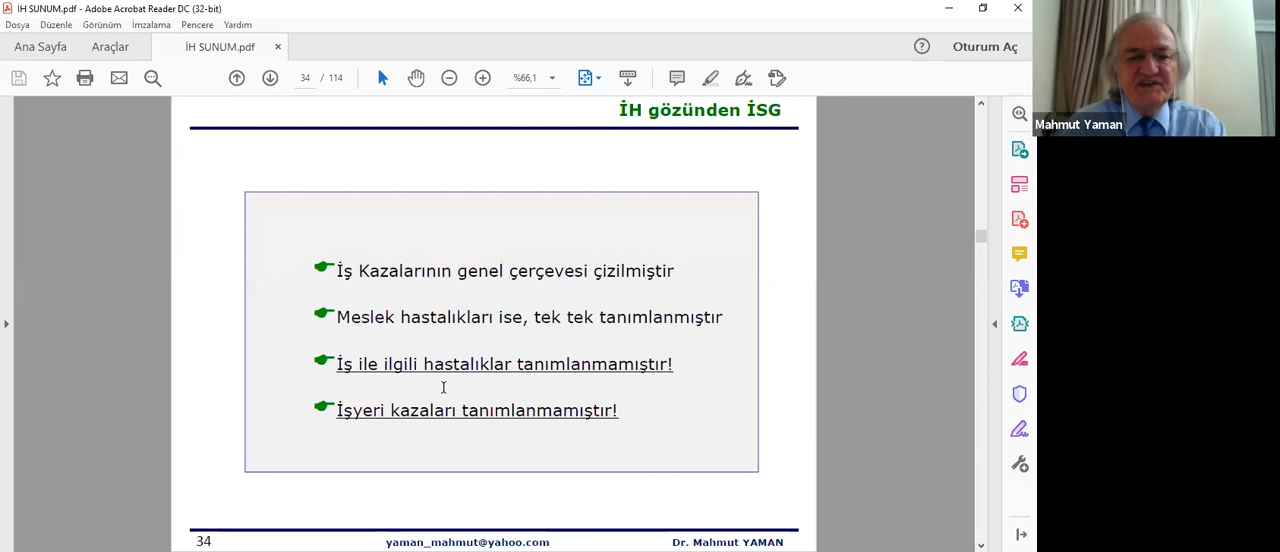 İH SUNUM.pdf - Adobe Acrobat Reader DC (32-bit)
Dosya Düzenle Görünüm İmzalama Pencere Yardım
Ana Sayfa Araçlar İH SUNUM.pdf × Oturum Aç
34 / 114 %66,1
Mahmut Yaman
İH gözünden İSG
İş Kazalarının genel çerçevesi çizilmiştir
Meslek hastalıkları ise, tek tek tanımlanmıştır
İş ile ilgili hastalıklar tanımlanmamıştır!
İşyeri kazaları tanımlanmamıştır!
34 yaman_mahmut@yahoo.com Dr. Mahmut YAMAN